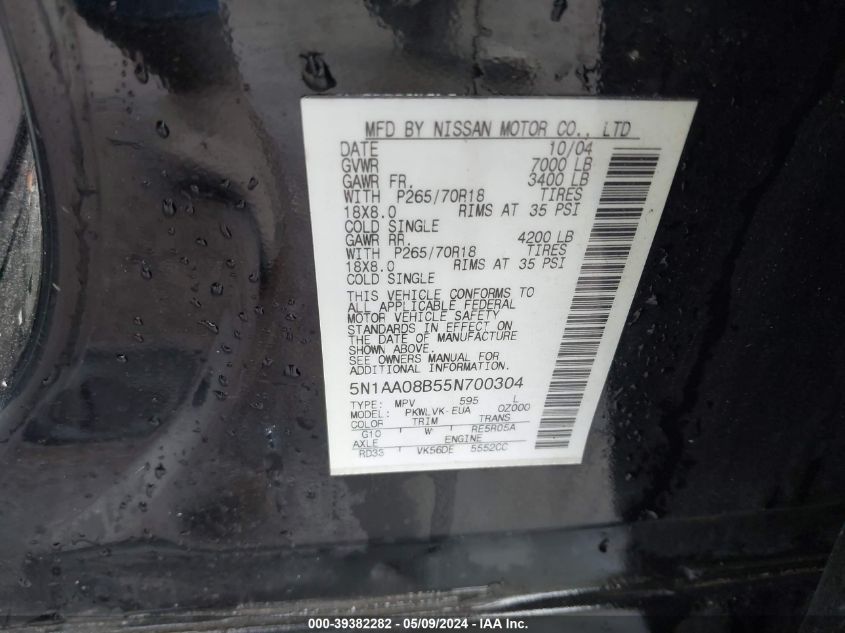 MFD BY NISSAN MOTOR CO., LTD
DATE 10/04
GVWR 7000 LB
GAWR FR. 3400 LB
WITH P265/70R18 TIRES
18X8.0 RIMS AT 35 PSI
COLD SINGLE
GAWR RR. 4200 LB
WITH P265/70R18 TIRES
18X8.0 RIMS AT 35 PSI
COLD SINGLE
THIS VEHICLE CONFORMS TO
ALL APPLICABLE FEDERAL
MOTOR VEHICLE SAFETY
STANDARDS IN EFFECT ON
THE DATE OF MANUFACTURE
SHOWN ABOVE.
SEE OWNERS MANUAL FOR
ADDITIONAL INFORMATION.
5N1AA08B55N700304
TYPE: MPV 595 L
MODEL: PKWLVK-EUA 0Z000
COLOR TRIM TRANS
G10 W RE5R05A
AXLE ENGINE
RD33 VK56DE 5552CC
000-39382282 - 05/09/2024 - IAA Inc.